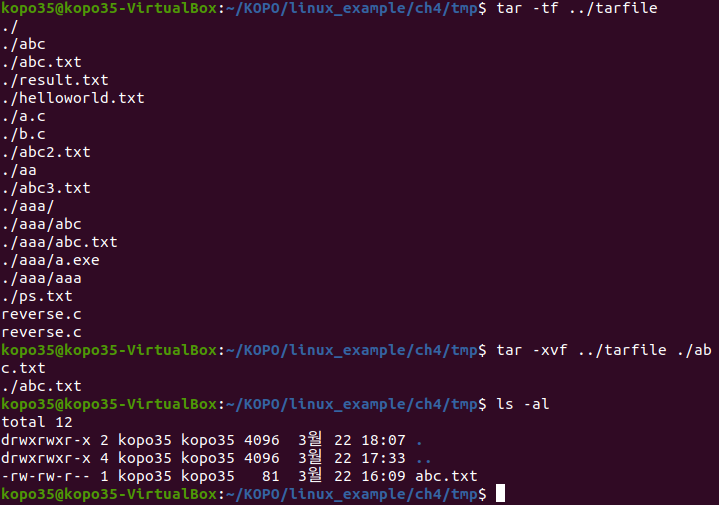 kopo35@kopo35-VirtualBox:~/KOPO/linux_example/ch4/tmp$ tar -tf ../tarfile
./
./abc
./abc.txt
./result.txt
./helloworld.txt
./a.c
./b.c
./abc2.txt
./aa
./abc3.txt
./aaa/
./aaa/abc
./aaa/abc.txt
./aaa/a.exe
./aaa/aaa
./ps.txt
reverse.c
reverse.c
kopo35@kopo35-VirtualBox:~/KOPO/linux_example/ch4/tmp$ tar -xvf ../tarfile ./ab
c.txt
./abc.txt
kopo35@kopo35-VirtualBox:~/KOPO/linux_example/ch4/tmp$ ls -al
total 12
drwxrwxr-x 2 kopo35 kopo35 4096  3월 22 18:07 .
drwxrwxr-x 4 kopo35 kopo35 4096  3월 22 17:33 ..
-rw-rw-r-- 1 kopo35 kopo35   81  3월 22 16:09 abc.txt
kopo35@kopo35-VirtualBox:~/KOPO/linux_example/ch4/tmp$